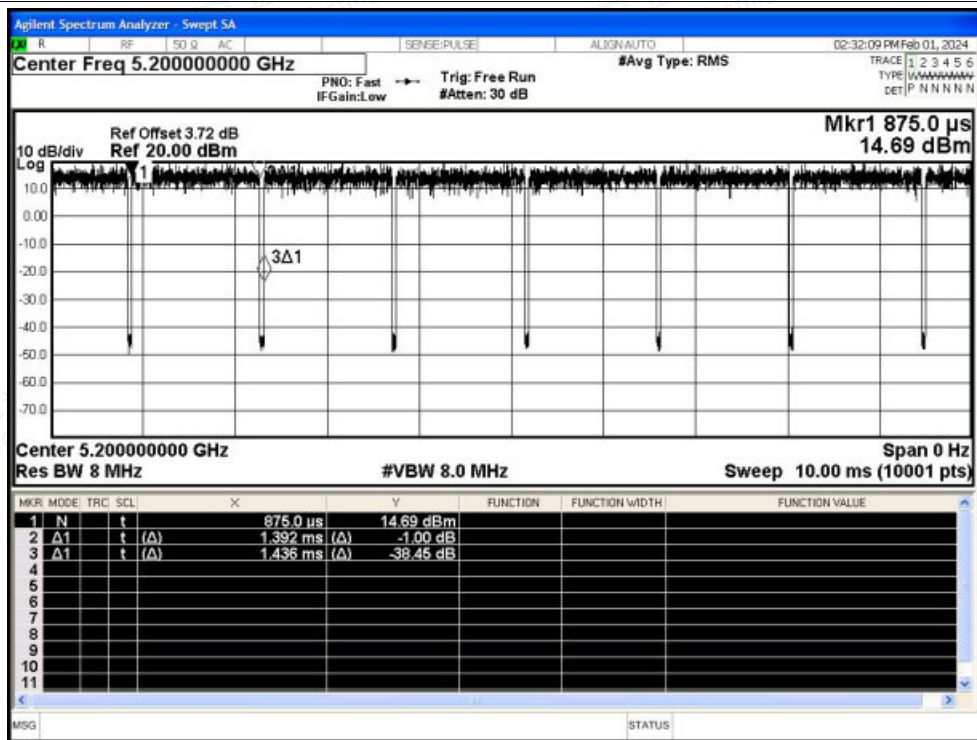 Agilent Spectrum Analyzer - Swept SA
LXI R RF 50 Ω AC SENSE:PULSE ALIGN AUTO 02:32:09 PM Feb 01, 2024
Center Freq 5.200000000 GHz
PNO: Fast
IFGain:Low
Trig: Free Run
#Atten: 30 dB
#Avg Type: RMS
TRACE 1 2 3 4 5 6
TYPE WWWWWW
DET P N N N N N
Mkr1 875.0 µs
14.69 dBm
Ref Offset 3.72 dB
10 dB/div Ref 20.00 dBm
Log
10.0
0.00
-10.0
-20.0
-30.0
-40.0
-50.0
-60.0
-70.0
1
3Δ1
Center 5.200000000 GHz Span 0 Hz
Res BW 8 MHz #VBW 8.0 MHz Sweep 10.00 ms (10001 pts)
MKR MODE TRC SCL X Y FUNCTION FUNCTION WIDTH FUNCTION VALUE
1 N t 875.0 µs 14.69 dBm
2 Δ1 t (Δ) 1.392 ms (Δ) -1.00 dB
3 Δ1 t (Δ) 1.436 ms (Δ) -38.45 dB
4
5
6
7
8
9
10
11
MSG STATUS